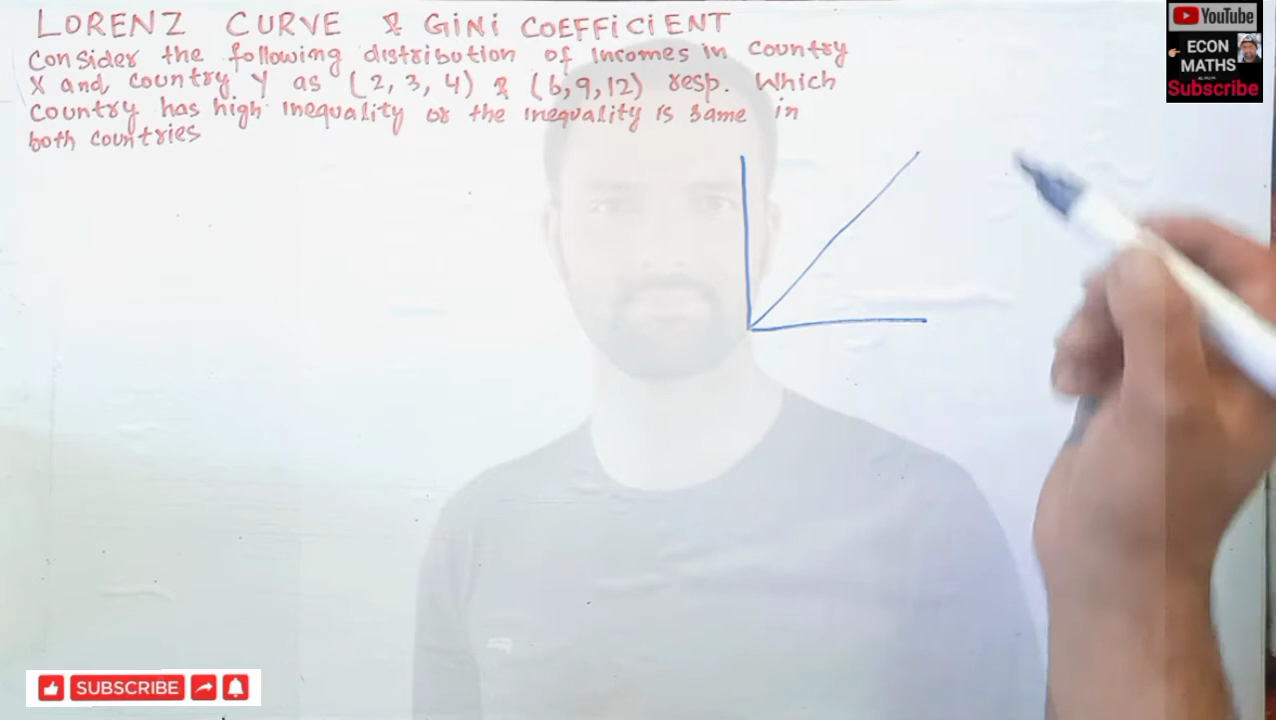 LORENZ CURVE & GiNi COEFFiCiENT
Consider the following distribution of Incomes in Country
X and, country Y as (2, 3, 4) & (6, 9, 12) resp. Which
Country has high inequality or the inequality is same in
both countries
YouTube
ECON
MATHS
Subscribe
SUBSCRIBE